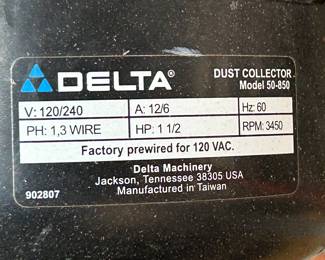 DELTA®
DUST COLLECTOR
Model 50-850
V: 120/240 A: 12/6 Hz: 60
PH: 1,3 WIRE HP: 1 1/2 RPM: 3450
Factory prewired for 120 VAC.
Delta Machinery
Jackson, Tennessee 38305 USA
Manufactured in Taiwan
902807